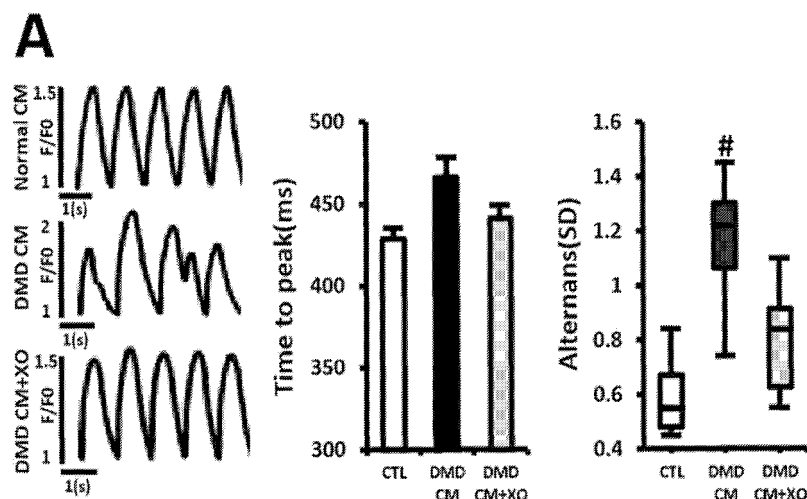 A
Normal CM
F/F0
1.5
1
1(s)
DMD CM
F/F0
2
1
1(s)
DMD CM+XO
F/F0
1.5
1
1(s)
Time to peak(ms)
500
450
400
350
300
CTL
DMD
CM
DMD
CM+XO
Alternans(SD)
1.6
1.4
1.2
1
0.8
0.6
0.4
#
CTL
DMD
CM
DMD
CM+XO